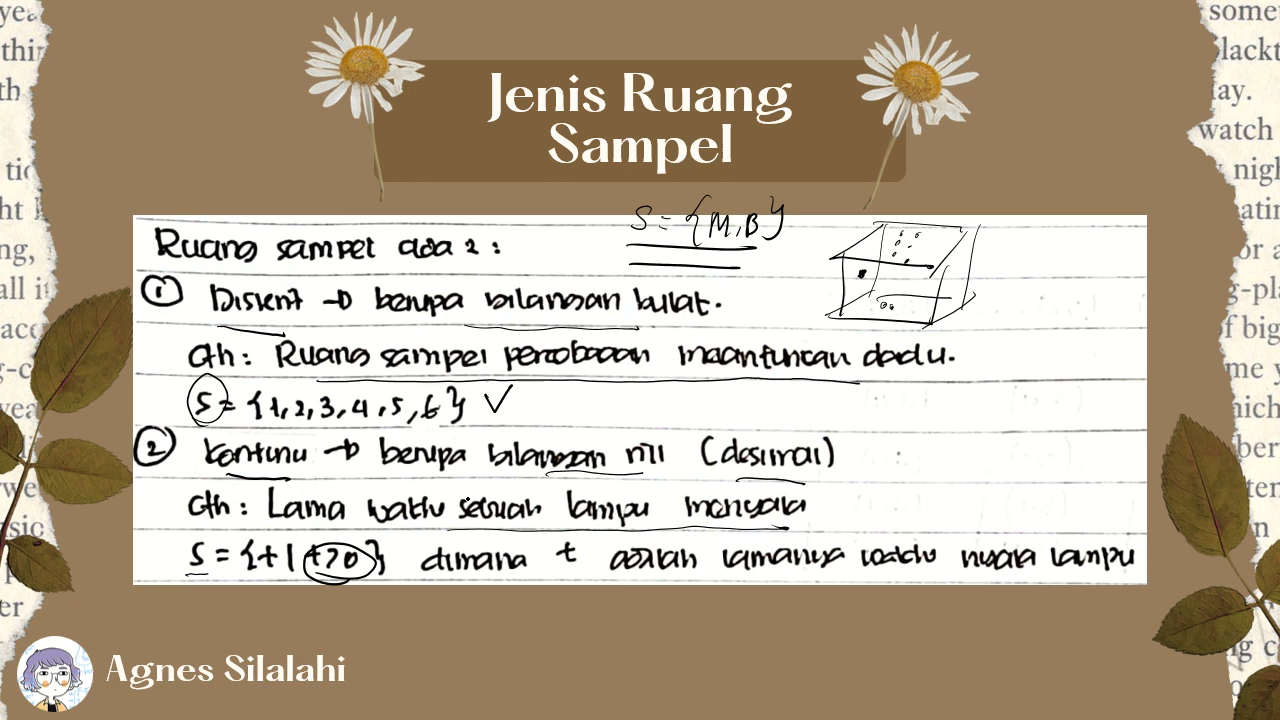 Jenis Ruang
Sampel
S = {M, B}
Ruang sampel ada 2 :
① Diskrit → berupa bilangan bulat.
Cth : Ruang sampel percobaan melantunkan dadu.
S = {1, 2, 3, 4, 5, 6}
② Kontinu → berupa bilangan riil (desimal)
Cth : Lama waktu sebuah lampu menyala
S = {t | t>0} dimana t adalah lamanya waktu nyala lampu
Agnes Silalahi